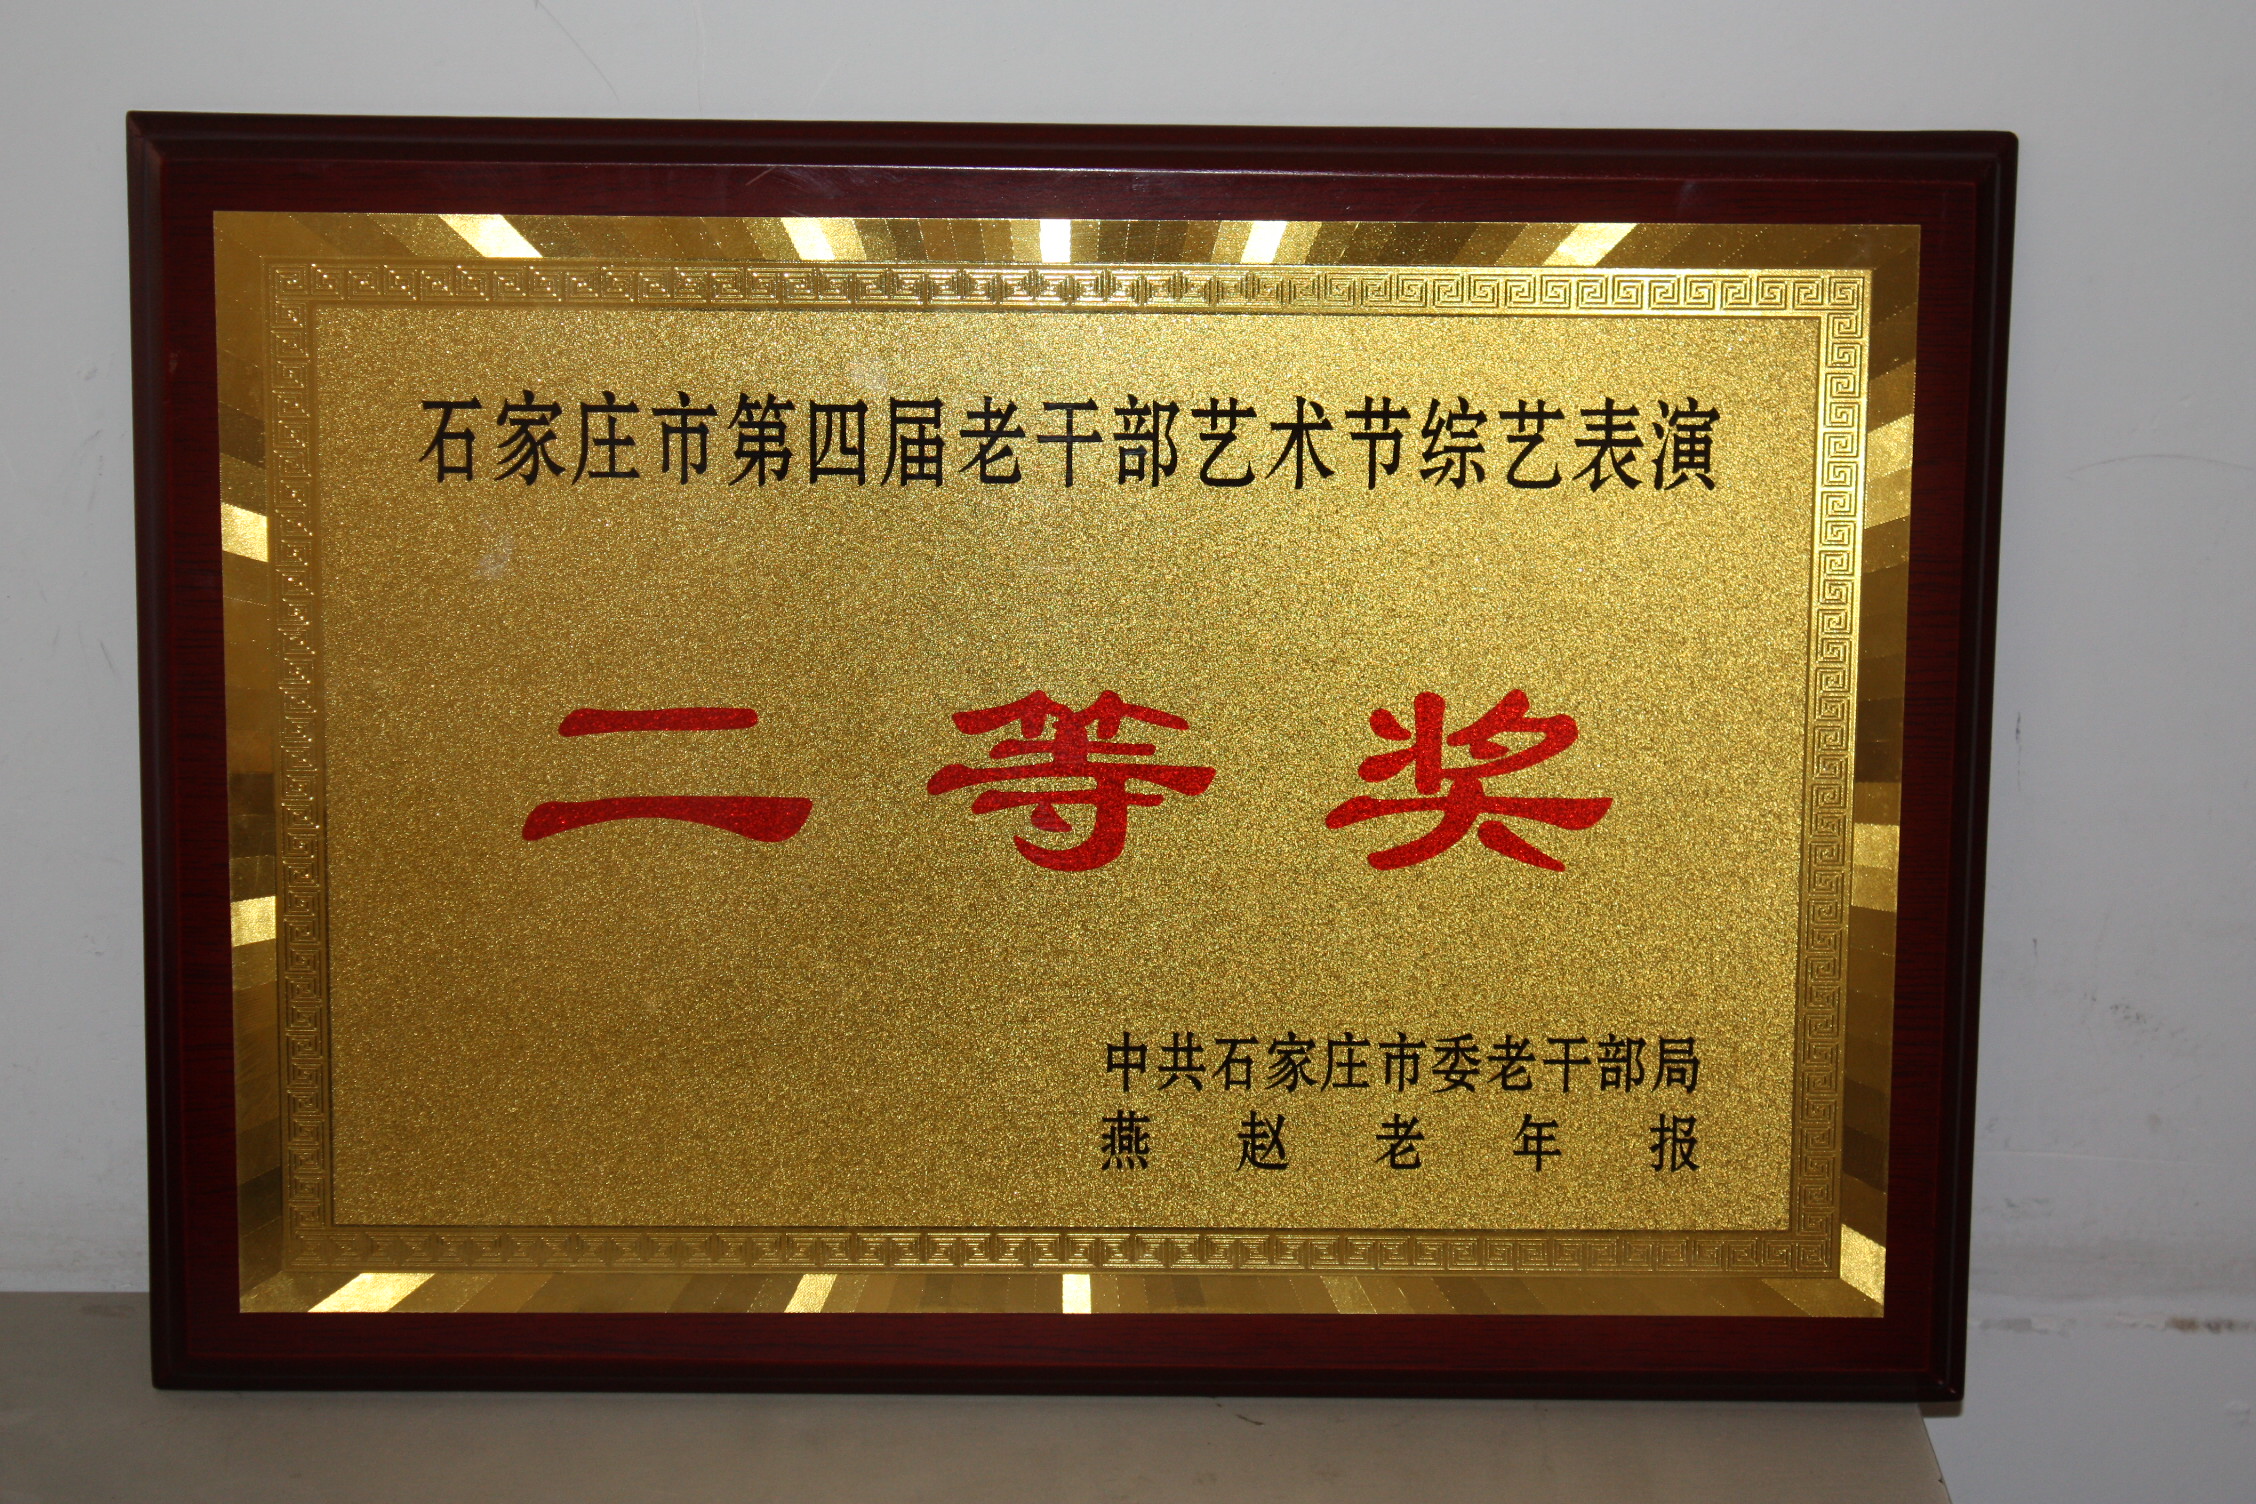 石家庄市第四届老干部艺术节综艺表演
二等奖
中共石家庄市委老干部局
燕赵老年报